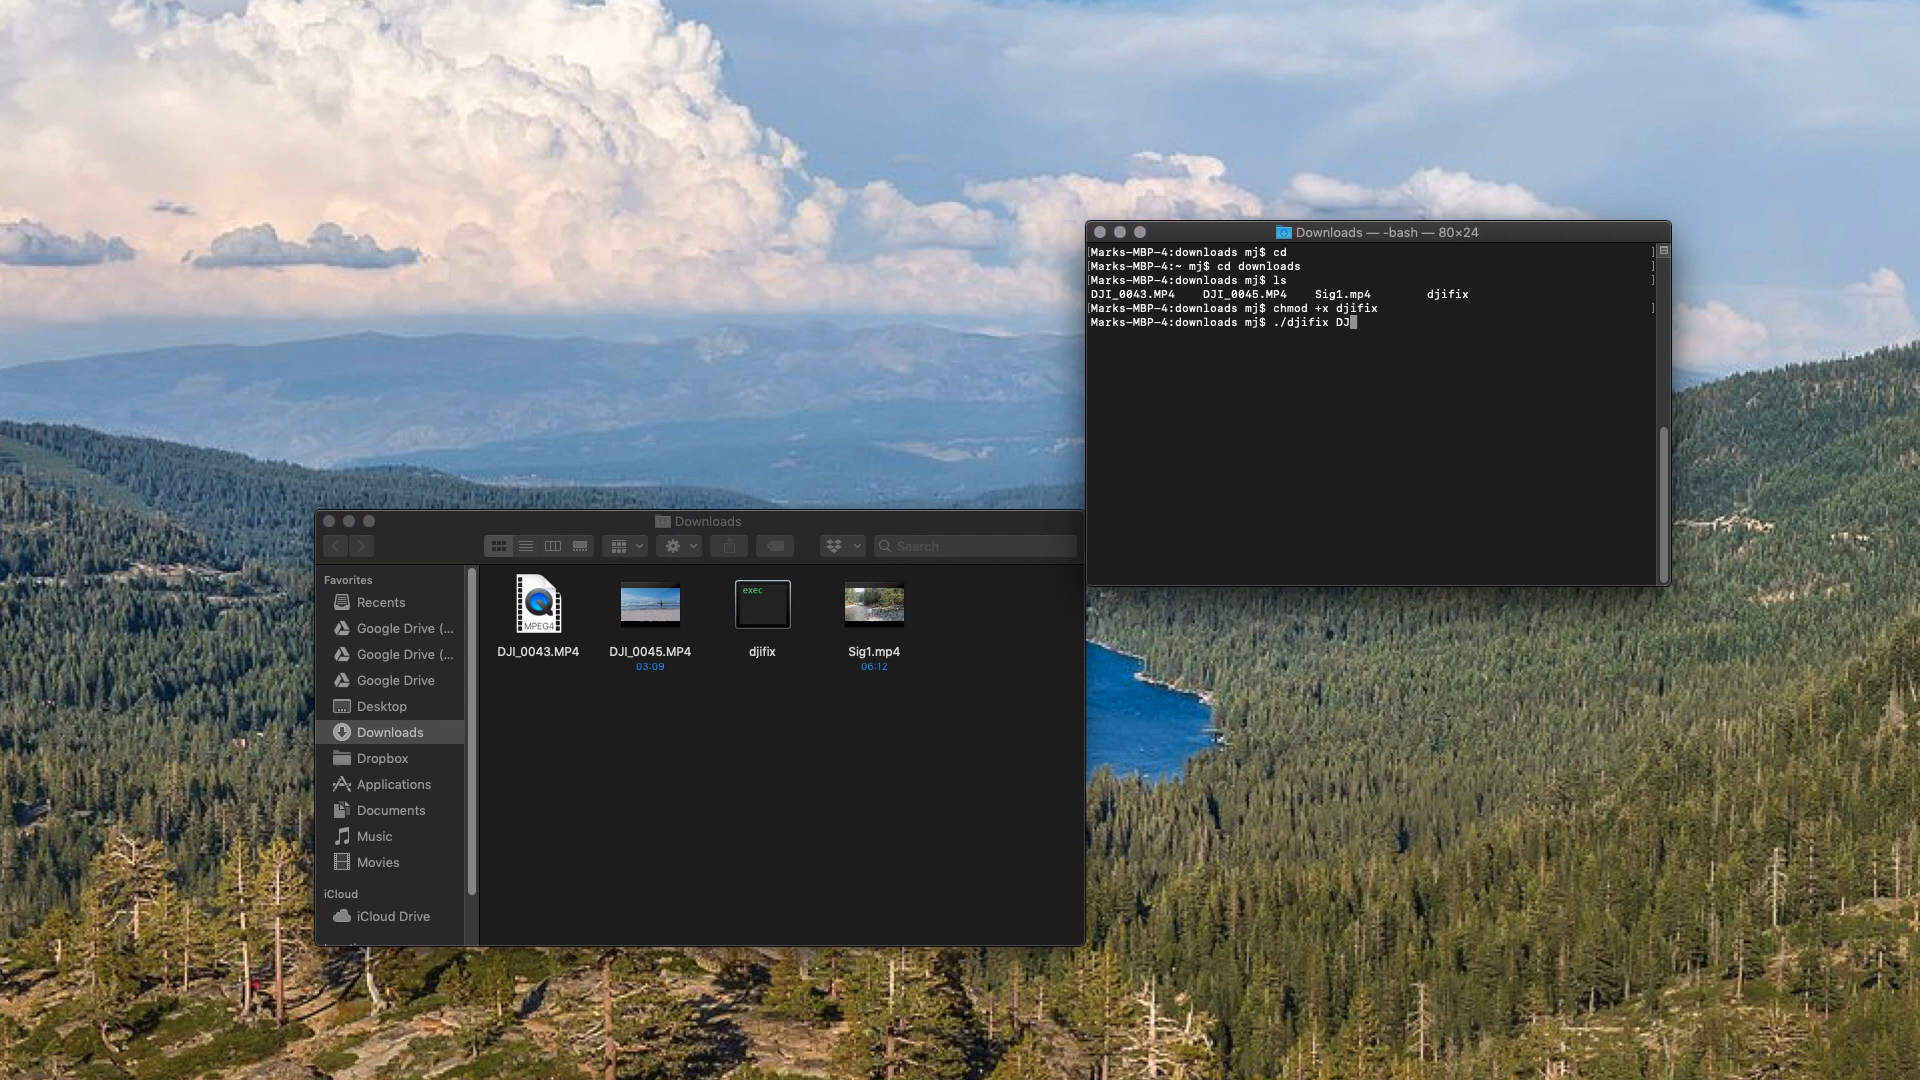 Downloads — -bash — 80×24
[Marks-MBP-4:downloads mj$ cd ]
[Marks-MBP-4:~ mj$ cd downloads ]
[Marks-MBP-4:downloads mj$ ls ]
DJI_0043.MP4 DJI_0045.MP4 Sig1.mp4 djifix
[Marks-MBP-4:downloads mj$ chmod +x djifix ]
Marks-MBP-4:downloads mj$ ./djifix DJ
Downloads
Search
Favorites
Recents
Google Drive (...
Google Drive (...
Google Drive
Desktop
Downloads
Dropbox
Applications
Documents
Music
Movies
iCloud
iCloud Drive
MPEG4
exec
DJI_0043.MP4 DJI_0045.MP4 djifix Sig1.mp4
03:09 06:12